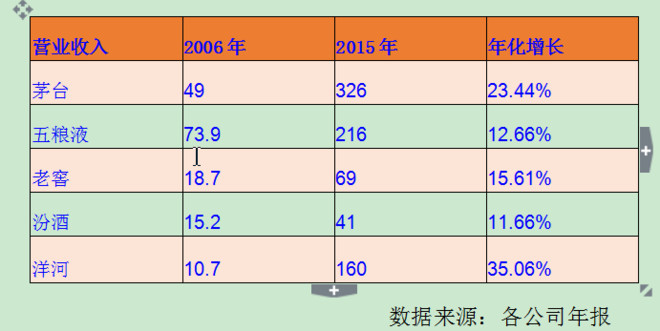 营业收入 2006年 2015年 年化增长
茅台 49 326 23.44%
五粮液 73.9 216 12.66%
老窖 18.7 69 15.61%
汾酒 15.2 41 11.66%
洋河 10.7 160 35.06%
数据来源：各公司年报